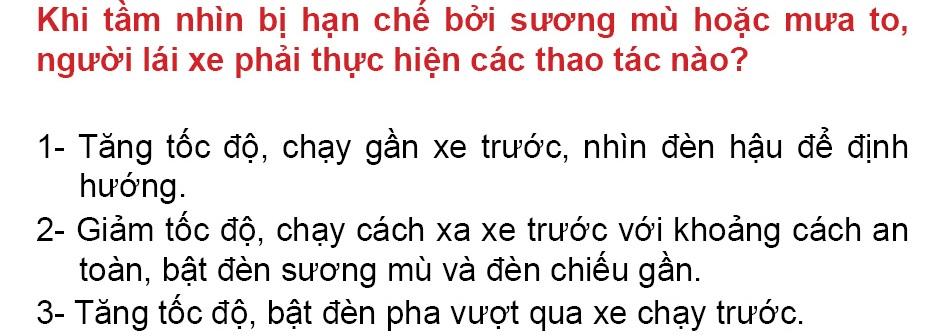 Khi tầm nhìn bị hạn chế bởi sương mù hoặc mưa to,
người lái xe phải thực hiện các thao tác nào?
1- Tăng tốc độ, chạy gần xe trước, nhìn đèn hậu để định
hướng.
2- Giảm tốc độ, chạy cách xa xe trước với khoảng cách an
toàn, bật đèn sương mù và đèn chiếu gần.
3- Tăng tốc độ, bật đèn pha vượt qua xe chạy trước.